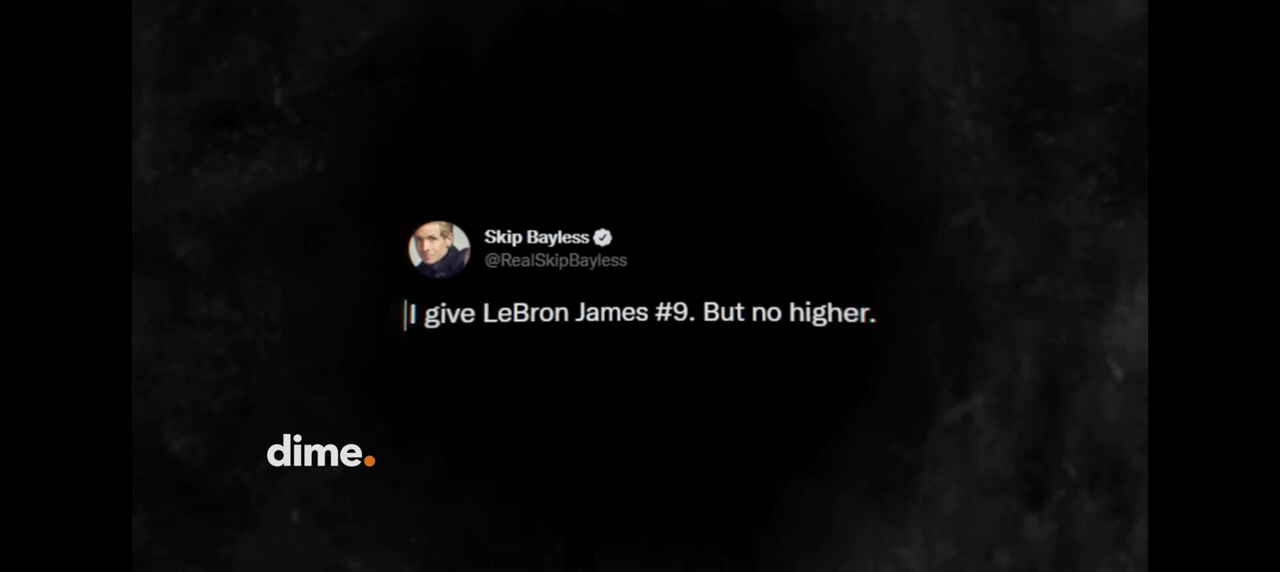 Skip Bayless
@RealSkipBayless
I give LeBron James #9. But no higher.
dime.